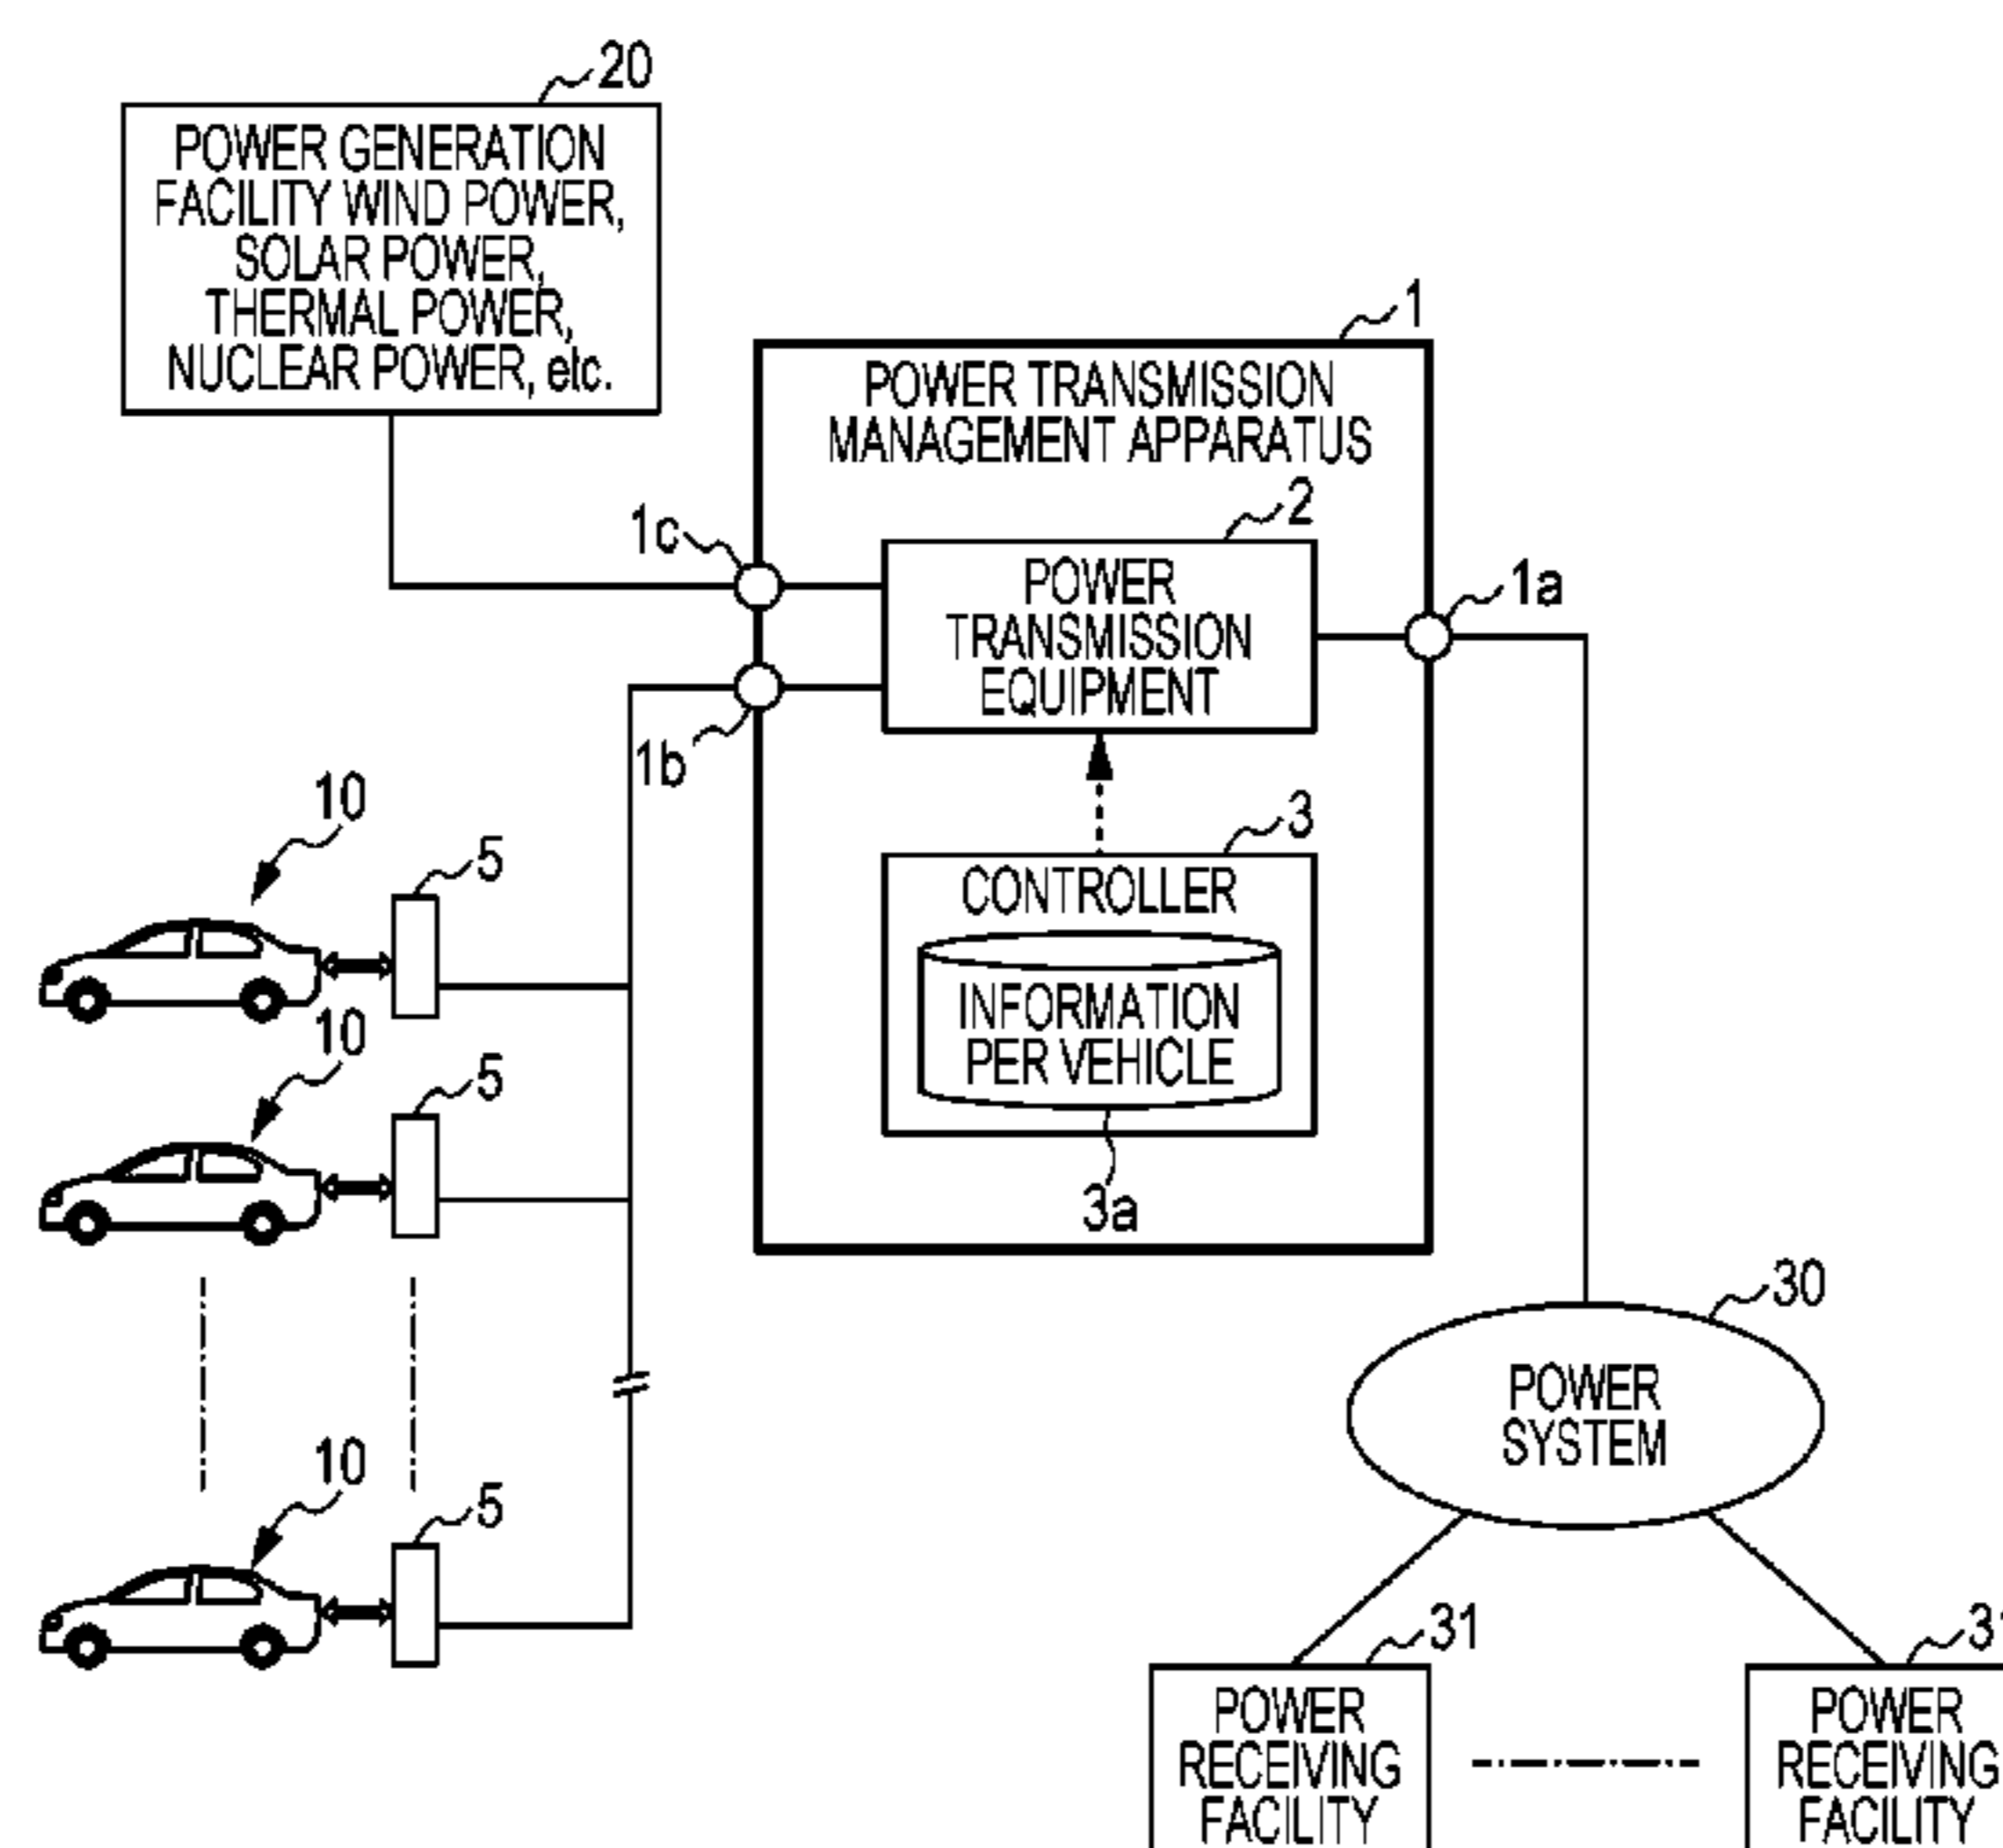 20
POWER GENERATION
FACILITY WIND POWER,
SOLAR POWER,
THERMAL POWER,
NUCLEAR POWER, etc.
1
POWER TRANSMISSION
MANAGEMENT APPARATUS
2
1c
POWER
TRANSMISSION
EQUIPMENT
1a
1b
10
5
3
CONTROLLER
INFORMATION
PER VEHICLE
3a
10
5
30
POWER
SYSTEM
10
5
31
POWER
RECEIVING
FACILITY
31
POWER
RECEIVING
FACILITY